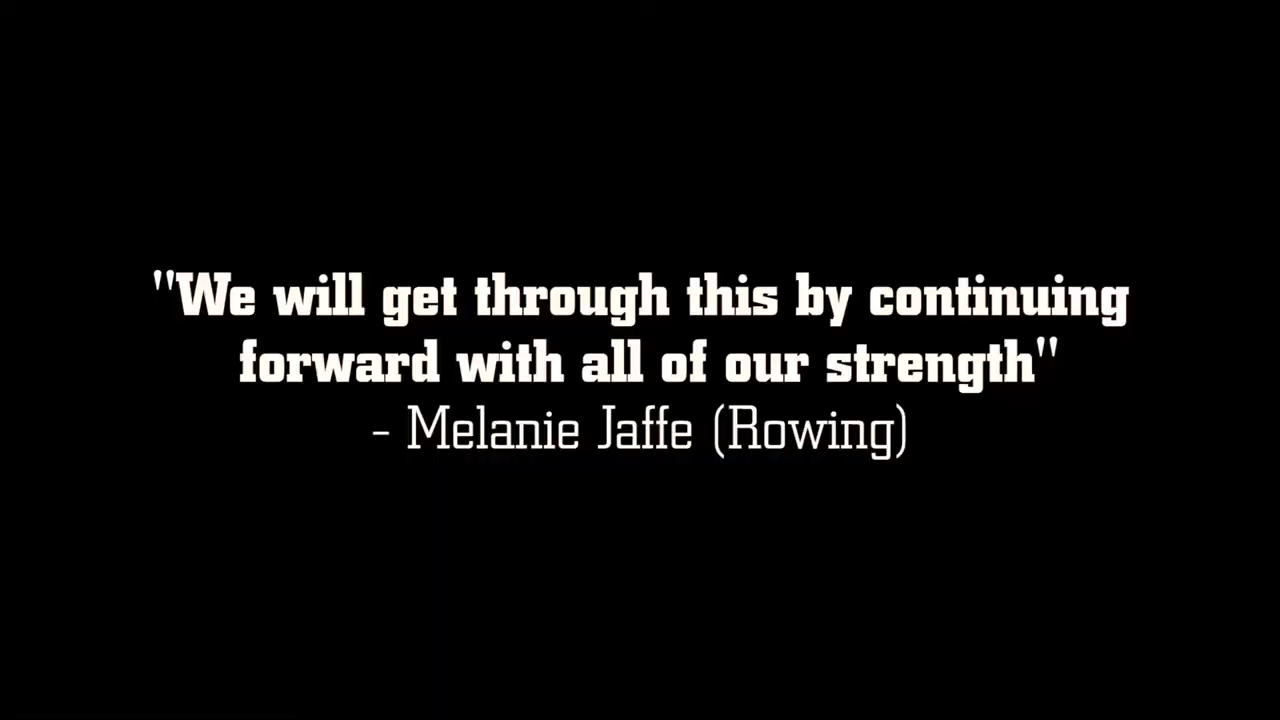 "We will get through this by continuing
forward with all of our strength"
- Melanie Jaffe (Rowing)